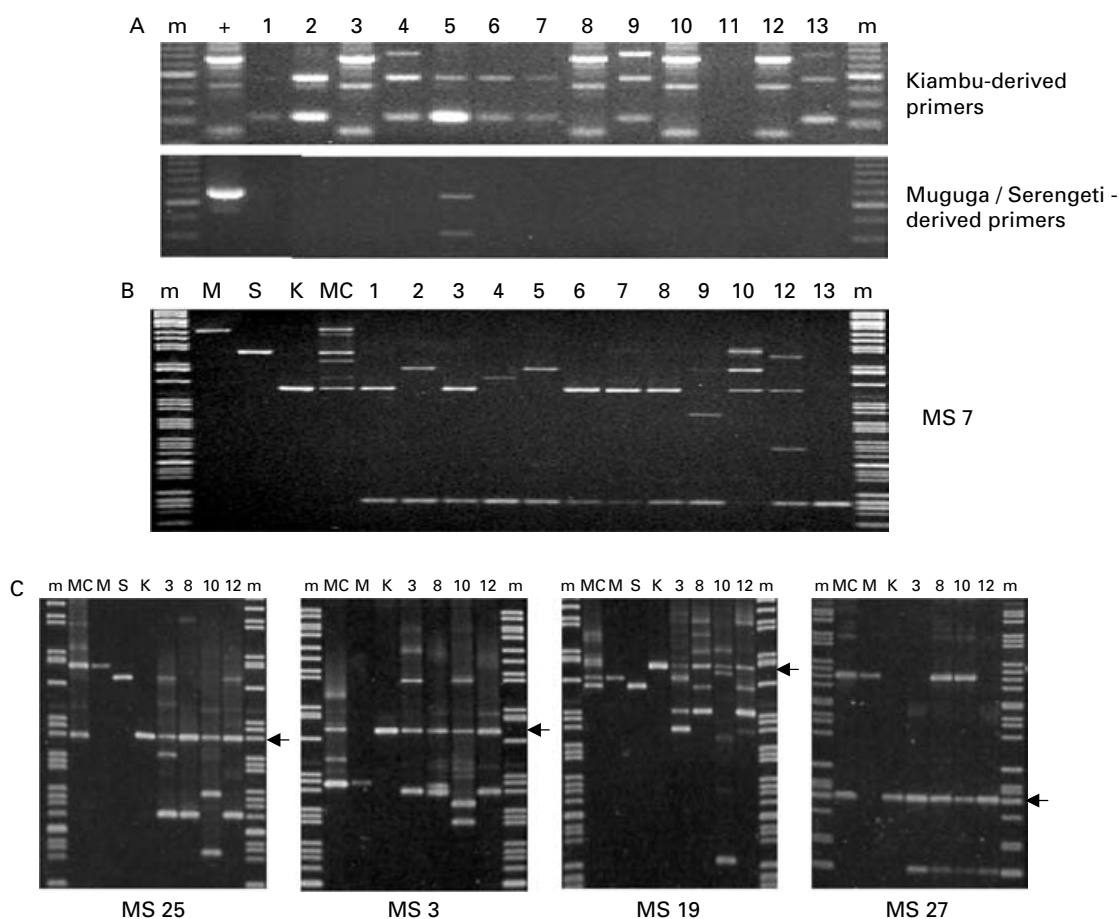 A m + 1 2 3 4 5 6 7 8 9 10 11 12 13 m
Kiambu-derived
primers
Muguga / Serengeti -
derived primers
B m M S K MC 1 2 3 4 5 6 7 8 9 10 12 13 m
MS 7
C m MC M S K 3 8 10 12 m m MC M K 3 8 10 12 m m MC M S K 3 8 10 12 m m MC M K 3 8 10 12 m
MS 25 MS 3 MS 19 MS 27